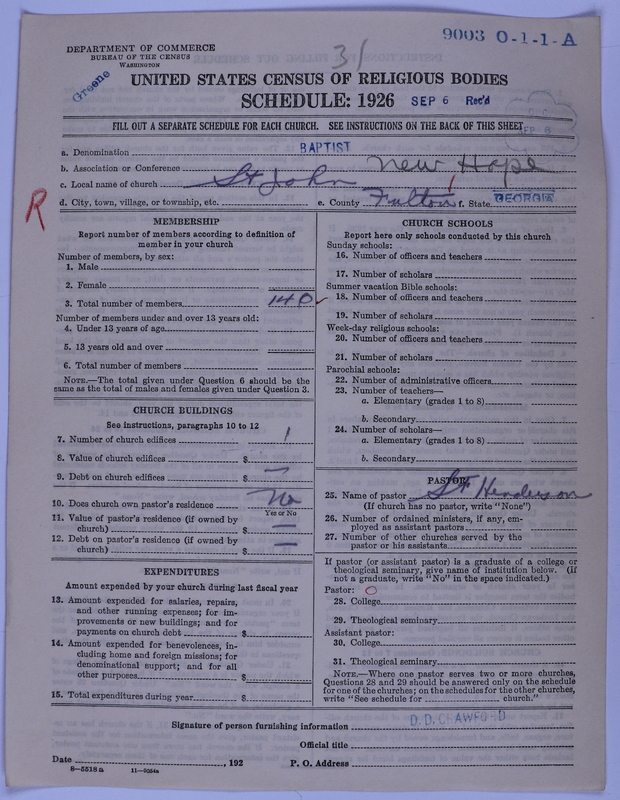 9003 0-1-1-A
31
DEPARTMENT OF COMMERCE
BUREAU OF THE CENSUS
WASHINGTON
Greene
UNITED STATES CENSUS OF RELIGIOUS BODIES
SCHEDULE: 1926 SEP 6 Rec'd
FILL OUT A SEPARATE SCHEDULE FOR EACH CHURCH. SEE INSTRUCTIONS ON THE BACK OF THIS SHEET
a. Denomination BAPTIST
b. Association or Conference New Hope
c. Local name of church St John
d. City, town, village, or township, etc. e. County Fulton f. State GEORGIA
R
MEMBERSHIP
Report number of members according to definition of
member in your church
Number of members, by sex:
1. Male
2. Female
3. Total number of members 140
Number of members under and over 13 years old:
4. Under 13 years of age
5. 13 years old and over
6. Total number of members
NOTE.—The total given under Question 6 should be the
same as the total of males and females given under Question 3.
CHURCH BUILDINGS
See instructions, paragraphs 10 to 12
7. Number of church edifices 1
8. Value of church edifices $
9. Debt on church edifices $ —
10. Does church own pastor's residence No
Yes or No
11. Value of pastor's residence (if owned by
church) $ —
12. Debt on pastor's residence (if owned by
church) $ —
EXPENDITURES
Amount expended by your church during last fiscal year
13. Amount expended for salaries, repairs,
and other running expenses; for im-
provements or new buildings; and for
payments on church debt $
14. Amount expended for benevolences, in-
cluding home and foreign missions; for
denominational support; and for all
other purposes $
15. Total expenditures during year $
CHURCH SCHOOLS
Report here only schools conducted by this church
Sunday schools:
16. Number of officers and teachers
17. Number of scholars
Summer vacation Bible schools:
18. Number of officers and teachers
19. Number of scholars
Week-day religious schools:
20. Number of officers and teachers
21. Number of scholars
Parochial schools:
22. Number of administrative officers
23. Number of teachers—
a. Elementary (grades 1 to 8)
b. Secondary
24. Number of scholars—
a. Elementary (grades 1 to 8)
b. Secondary
PASTOR
25. Name of pastor Henderson
(If church has no pastor, write "None")
26. Number of ordained ministers, if any, em-
ployed as assistant pastors
27. Number of other churches served by the
pastor or his assistants
If pastor (or assistant pastor) is a graduate of a college or
theological seminary, give name of institution below. (If
not a graduate, write "No" in the space indicated.)
Pastor: O
28. College
29. Theological seminary
Assistant pastor:
30. College
31. Theological seminary
NOTE.—Where one pastor serves two or more churches,
Questions 28 and 29 should be answered only on the schedule
for one of the churches; on the schedules for the other churches,
write "See schedule for church."
Signature of person furnishing information D. D. CRAWFORD
Official title
Date , 192 P. O. Address
8—5518a 11—9054a